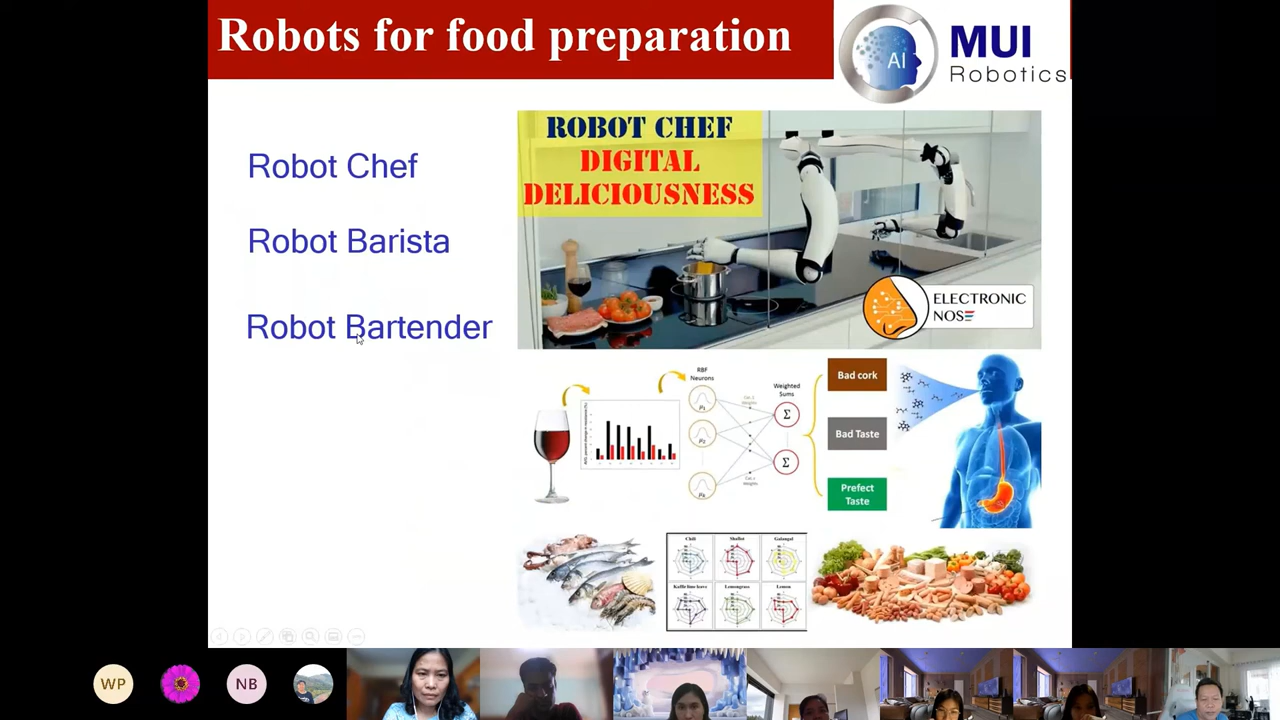 Robots for food preparation
AI
MUI
Robotics
Robot Chef
Robot Barista
Robot Bartender
ROBOT CHEF
DIGITAL
DELICIOUSNESS
ELECTRONIC
NOSE
RBF
Neurons
Weighted
Sums
μ1
μ2
Σ
Σ
Bad cork
Bad Taste
Prefect
Taste
Chili
Shallot
Galangal
Kaffir lime leave
Lemongrass
Lemon
WP
NB